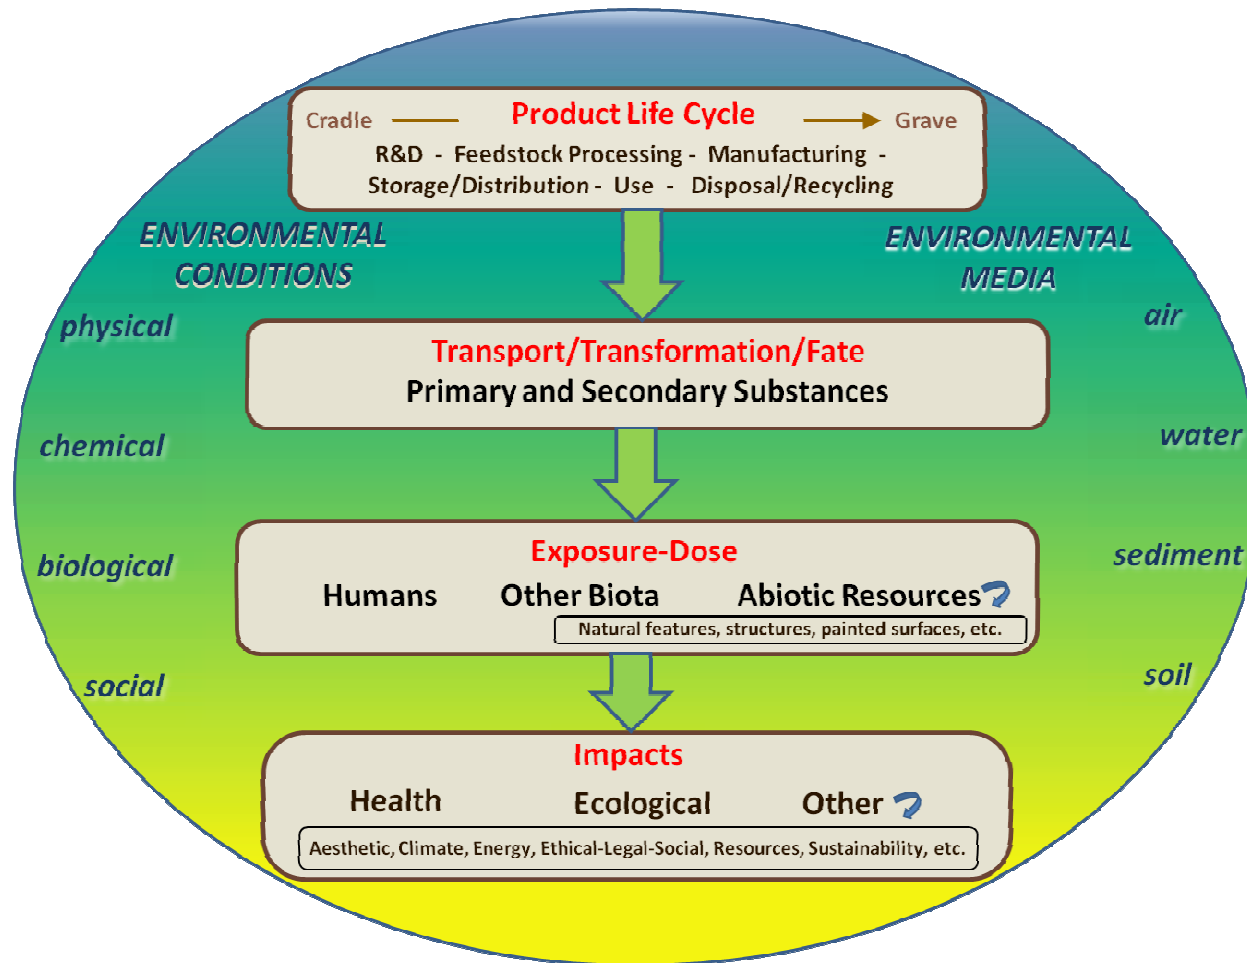 Product Life Cycle
Cradle
Grave
R&D - Feedstock Processing - Manufacturing -
Storage/Distribution - Use - Disposal/Recycling
ENVIRONMENTAL
CONDITIONS
physical
chemical
biological
social
ENVIRONMENTAL
MEDIA
air
water
sediment
soil
Transport/Transformation/Fate
Primary and Secondary Substances
Exposure-Dose
Humans Other Biota Abiotic Resources
Natural features, structures, painted surfaces, etc.
Impacts
Health Ecological Other
Aesthetic, Climate, Energy, Ethical-Legal-Social, Resources, Sustainability, etc.